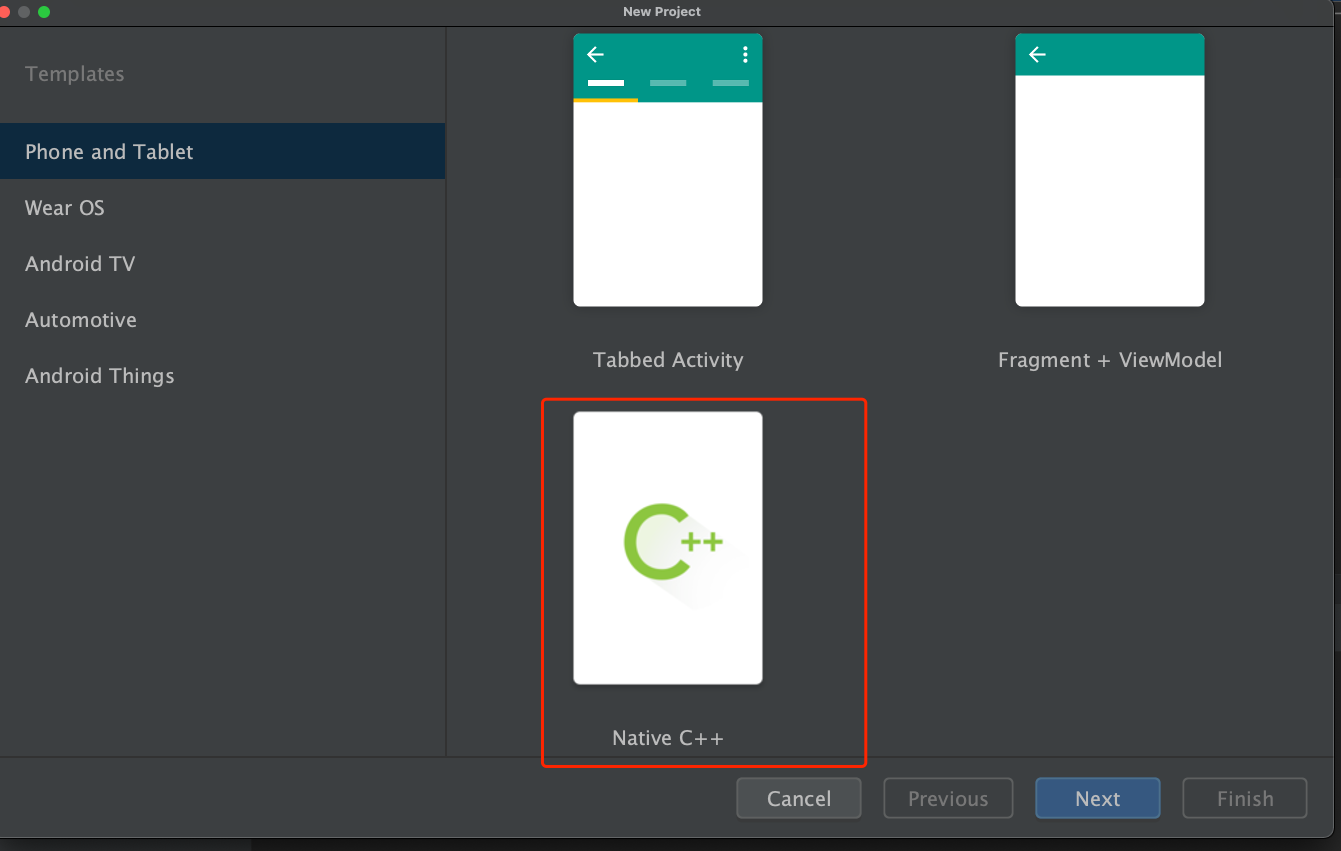 New Project
Templates
Phone and Tablet
Wear OS
Android TV
Automotive
Android Things
Tabbed Activity
Fragment + ViewModel
C++
Native C++
Cancel
Previous
Next
Finish